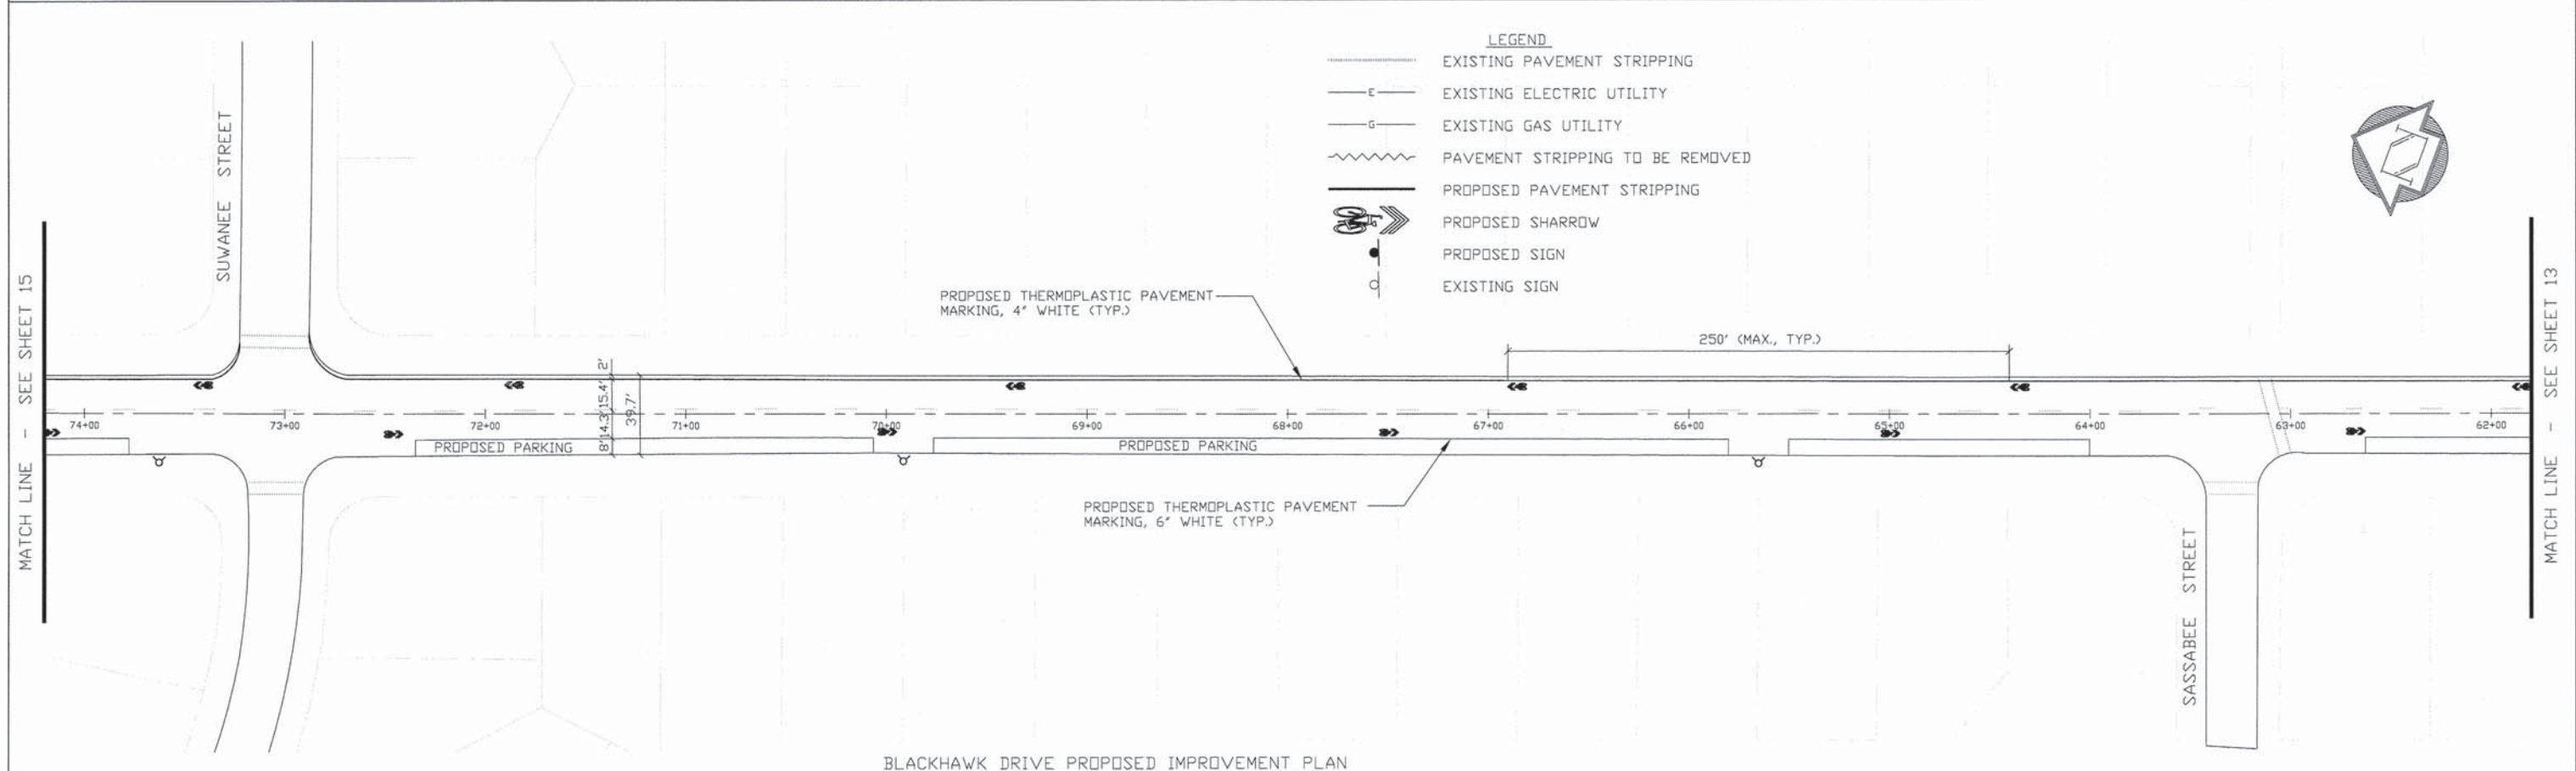 LEGEND
EXISTING PAVEMENT STRIPPING
E EXISTING ELECTRIC UTILITY
G EXISTING GAS UTILITY
PAVEMENT STRIPPING TO BE REMOVED
PROPOSED PAVEMENT STRIPPING
PROPOSED SHARROW
PROPOSED SIGN
EXISTING SIGN
SUWANEE STREET
MATCH LINE - SEE SHEET 15
MATCH LINE - SEE SHEET 13
PROPOSED THERMOPLASTIC PAVEMENT
MARKING, 4" WHITE (TYP.)
250' (MAX., TYP.)
2'
15.4'
14.3'
8'
39.7'
74+00 73+00 72+00 71+00 70+00 69+00 68+00 67+00 66+00 65+00 64+00 63+00 62+00
PROPOSED PARKING
PROPOSED PARKING
PROPOSED THERMOPLASTIC PAVEMENT
MARKING, 6" WHITE (TYP.)
SASSABEE STREET
BLACKHAWK DRIVE PROPOSED IMPROVEMENT PLAN